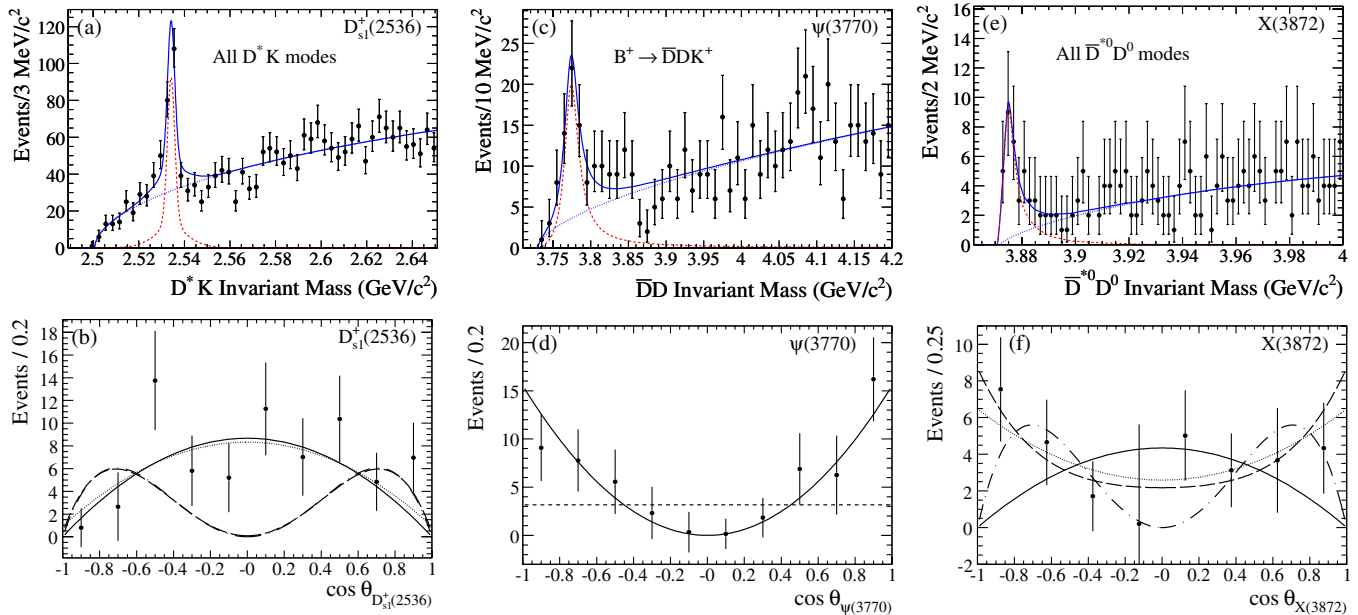 (a) D⁺s1(2536)
All D*K modes
Events/3 MeV/c²
120
100
80
60
40
20
0
2.5 2.52 2.54 2.56 2.58 2.6 2.62 2.64
D*K Invariant Mass (GeV/c²)
(c) ψ(3770)
B⁺ → D̄DK⁺
Events/10 MeV/c²
25
20
15
10
5
0
3.75 3.8 3.85 3.9 3.95 4 4.05 4.1 4.15 4.2
D̄D Invariant Mass (GeV/c²)
(e) X(3872)
All D̄*⁰D⁰ modes
Events/2 MeV/c²
16
14
12
10
8
6
4
2
0
3.88 3.9 3.92 3.94 3.96 3.98 4
D̄*⁰D⁰ Invariant Mass (GeV/c²)
(b) D⁺s1(2536)
Events / 0.2
18
16
14
12
10
8
6
4
2
0
-1 -0.8 -0.6 -0.4 -0.2 -0 0.2 0.4 0.6 0.8 1
cos θD⁺s1(2536)
(d) ψ(3770)
Events / 0.2
20
15
10
5
0
-1 -0.8 -0.6 -0.4 -0.2 -0 0.2 0.4 0.6 0.8 1
cos θψ(3770)
(f) X(3872)
Events / 0.25
10
8
6
4
2
0
-2
-1 -0.8 -0.6 -0.4 -0.2 -0 0.2 0.4 0.6 0.8 1
cos θX(3872)